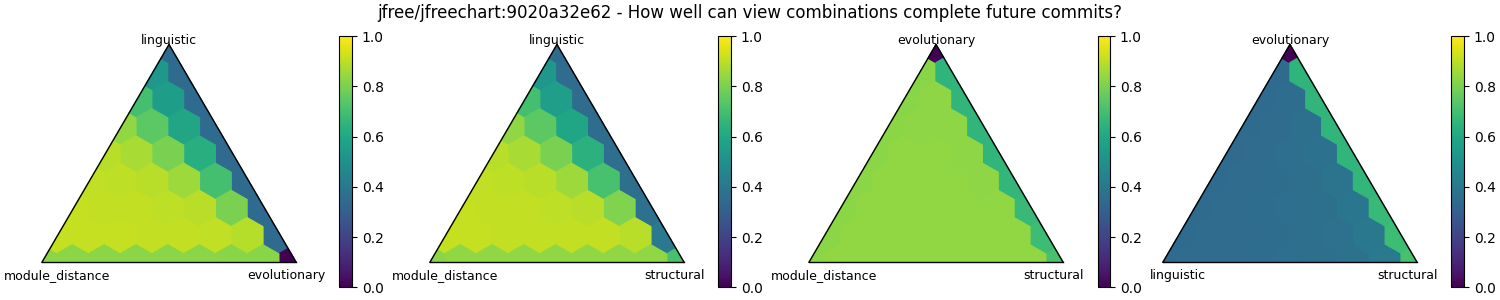 jfree/jfreechart:9020a32e62 - How well can view combinations complete future commits?
linguistic
module_distance
evolutionary
1.0
0.8
0.6
0.4
0.2
0.0
linguistic
module_distance
structural
1.0
0.8
0.6
0.4
0.2
0.0
evolutionary
module_distance
structural
1.0
0.8
0.6
0.4
0.2
0.0
evolutionary
linguistic
structural
1.0
0.8
0.6
0.4
0.2
0.0